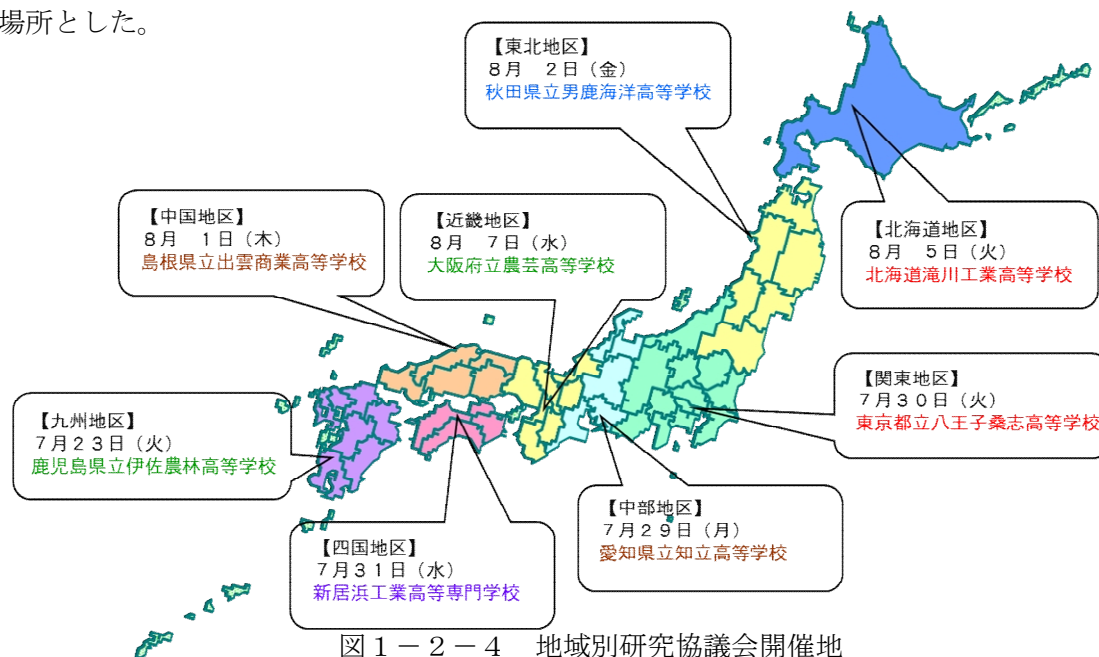 場所とした。
【東北地区】
8月　2日（金）
秋田県立男鹿海洋高等学校
【中国地区】
8月　1日（木）
島根県立出雲商業高等学校
【近畿地区】
8月　7日（水）
大阪府立農芸高等学校
【北海道地区】
8月　5日（火）
北海道滝川工業高等学校
【関東地区】
7月30日（火）
東京都立八王子桑志高等学校
【九州地区】
7月23日（火）
鹿児島県立伊佐農林高等学校
【中部地区】
7月29日（月）
愛知県立知立高等学校
【四国地区】
7月31日（水）
新居浜工業高等専門学校
図１－２－４　地域別研究協議会開催地